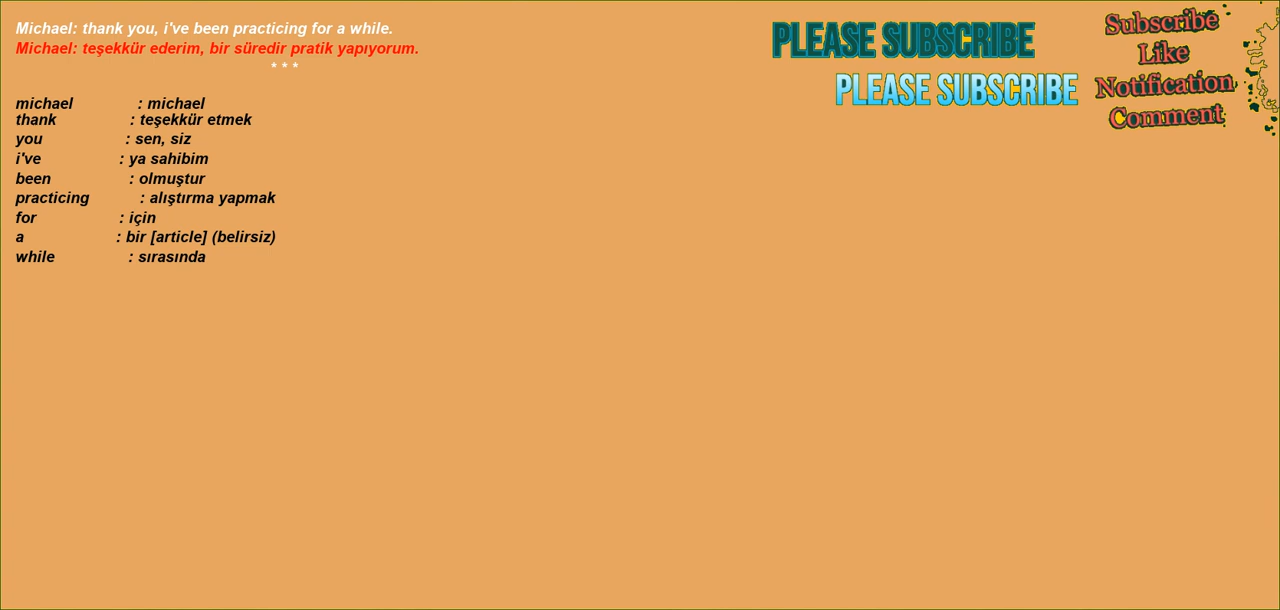 Michael: thank you, i've been practicing for a while.
Michael: teşekkür ederim, bir süredir pratik yapıyorum.
* * *
michael : michael
thank : teşekkür etmek
you : sen, siz
i've : ya sahibim
been : olmuştur
practicing : alıştırma yapmak
for : için
a : bir [article] (belirsiz)
while : sırasında
PLEASE SUBSCRIBE
PLEASE SUBSCRIBE
Subscribe
Like
Notification
Comment